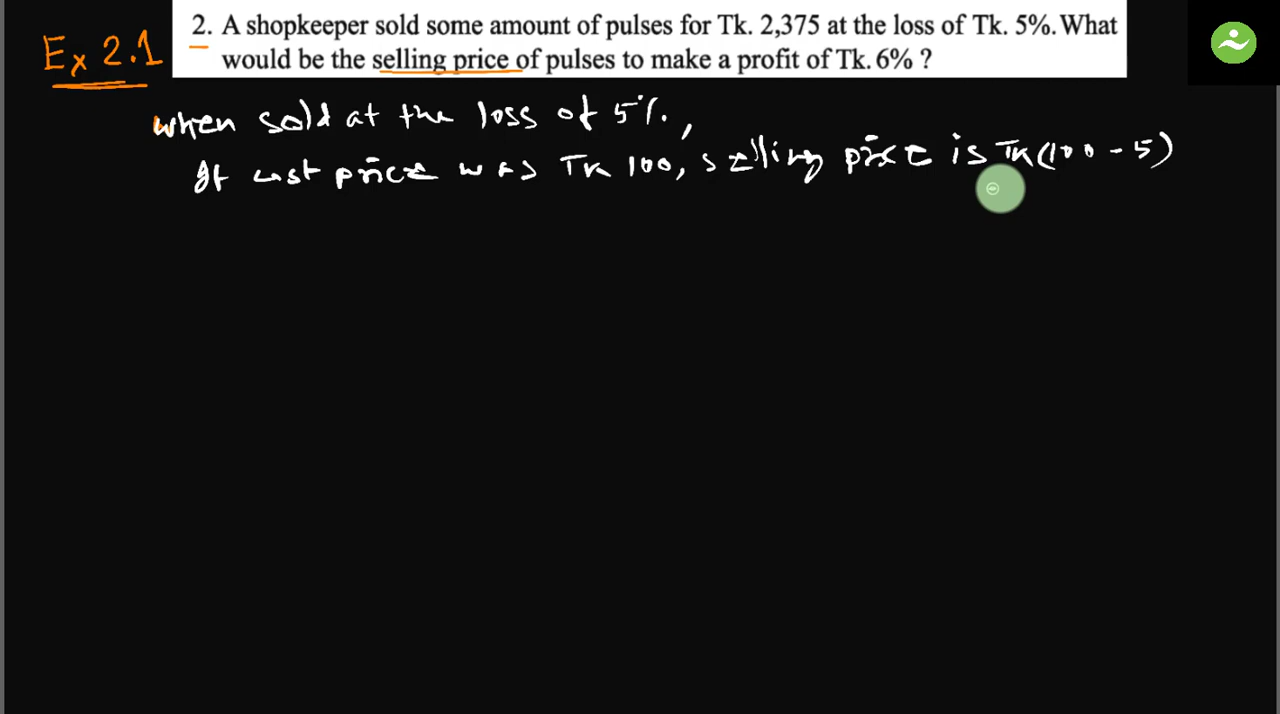 Ex 2.1
2. A shopkeeper sold some amount of pulses for Tk. 2,375 at the loss of Tk. 5%. What
would be the selling price of pulses to make a profit of Tk. 6% ?
when sold at the loss of 5%,
If cost price was Tk 100, selling price is Tk (100 - 5)